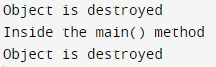 Object is destroyed
Inside the main() method
Object is destroyed